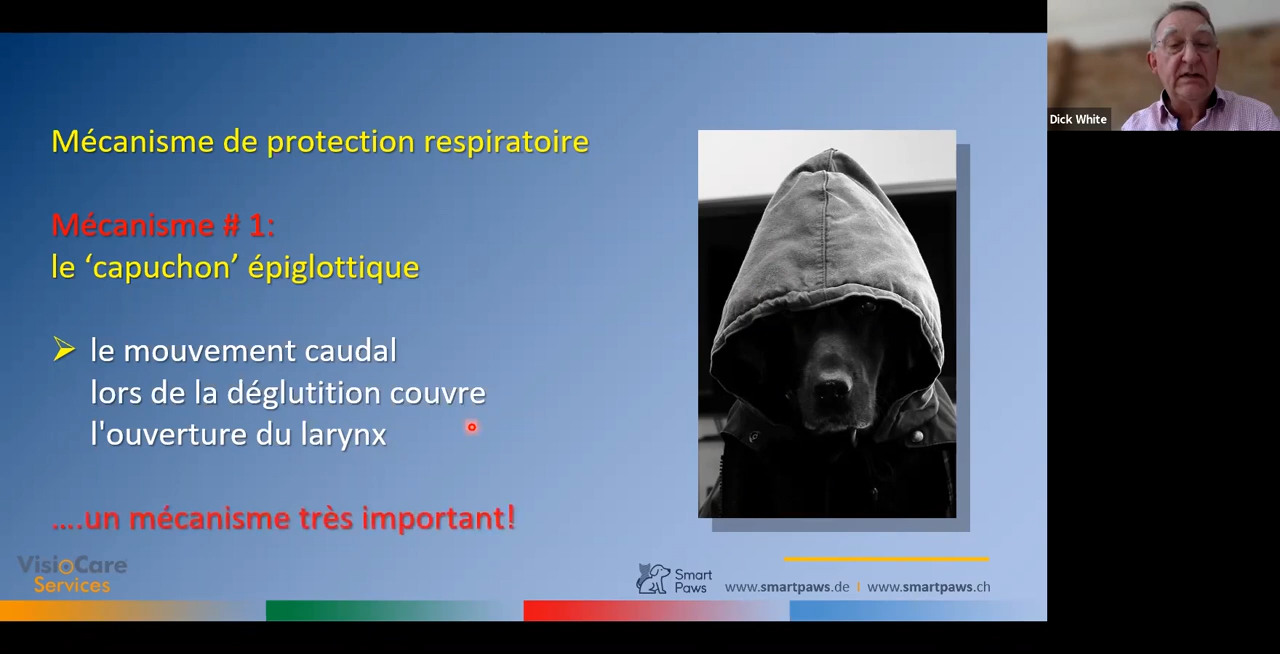 Mécanisme de protection respiratoire
Mécanisme # 1:
le ‘capuchon’ épiglottique
le mouvement caudal
lors de la déglutition couvre
l'ouverture du larynx
….un mécanisme très important!
VisioCare
Services
Smart
Paws
www.smartpaws.de I www.smartpaws.ch
Dick White